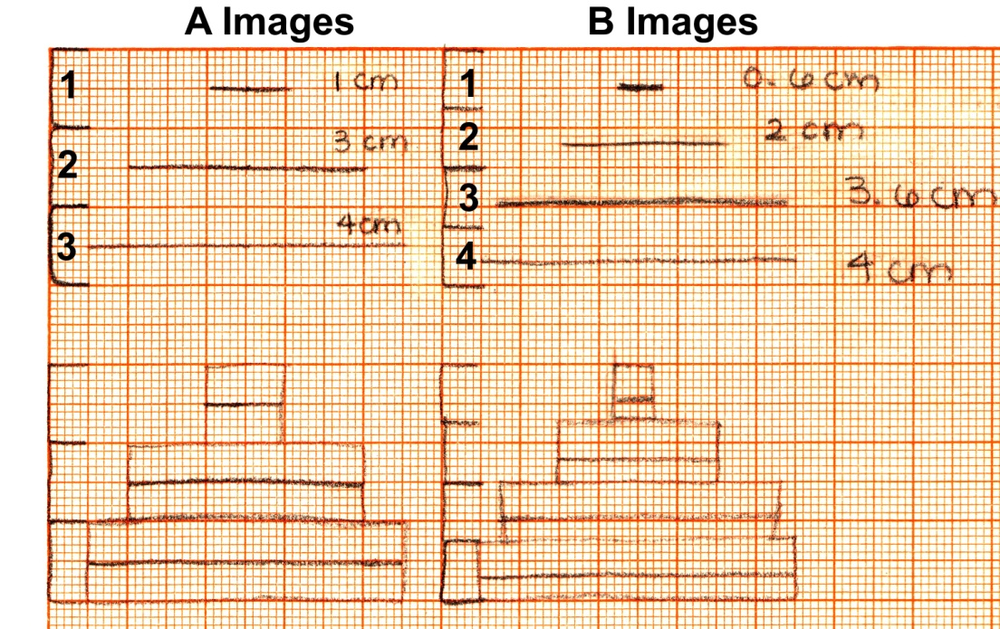 A Images B Images
1 1 cm
3 cm
2
4cm
3
1 0.6 cm
2 2 cm
3 3.6 cm
4 4 cm